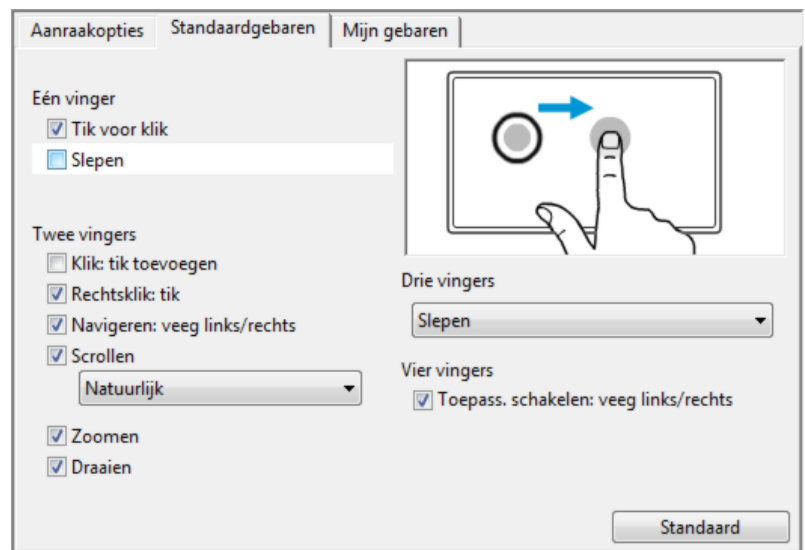 Aanraakopties
Standaardgebaren
Mijn gebaren
Eén vinger
Tik voor klik
Slepen
Twee vingers
Klik: tik toevoegen
Rechtsklik: tik
Navigeren: veeg links/rechts
Scrollen
Natuurlijk
Zoomen
Draaien
Drie vingers
Slepen
Vier vingers
Toepass. schakelen: veeg links/rechts
Standaard